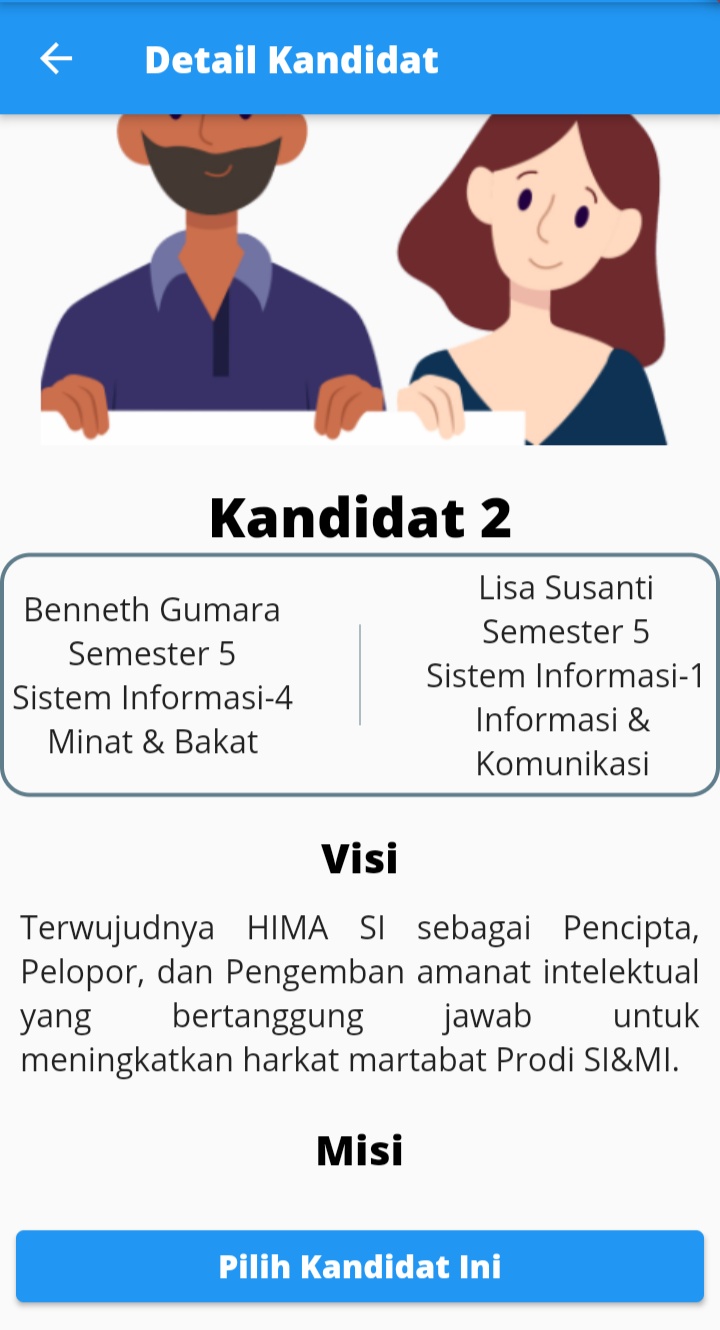 Detail Kandidat
Kandidat 2
Benneth Gumara
Semester 5
Sistem Informasi-4
Minat & Bakat
Lisa Susanti
Semester 5
Sistem Informasi-1
Informasi &
Komunikasi
Visi
Terwujudnya HIMA SI sebagai Pencipta,
Pelopor, dan Pengemban amanat intelektual
yang bertanggung jawab untuk
meningkatkan harkat martabat Prodi SI&MI.
Misi
Pilih Kandidat Ini